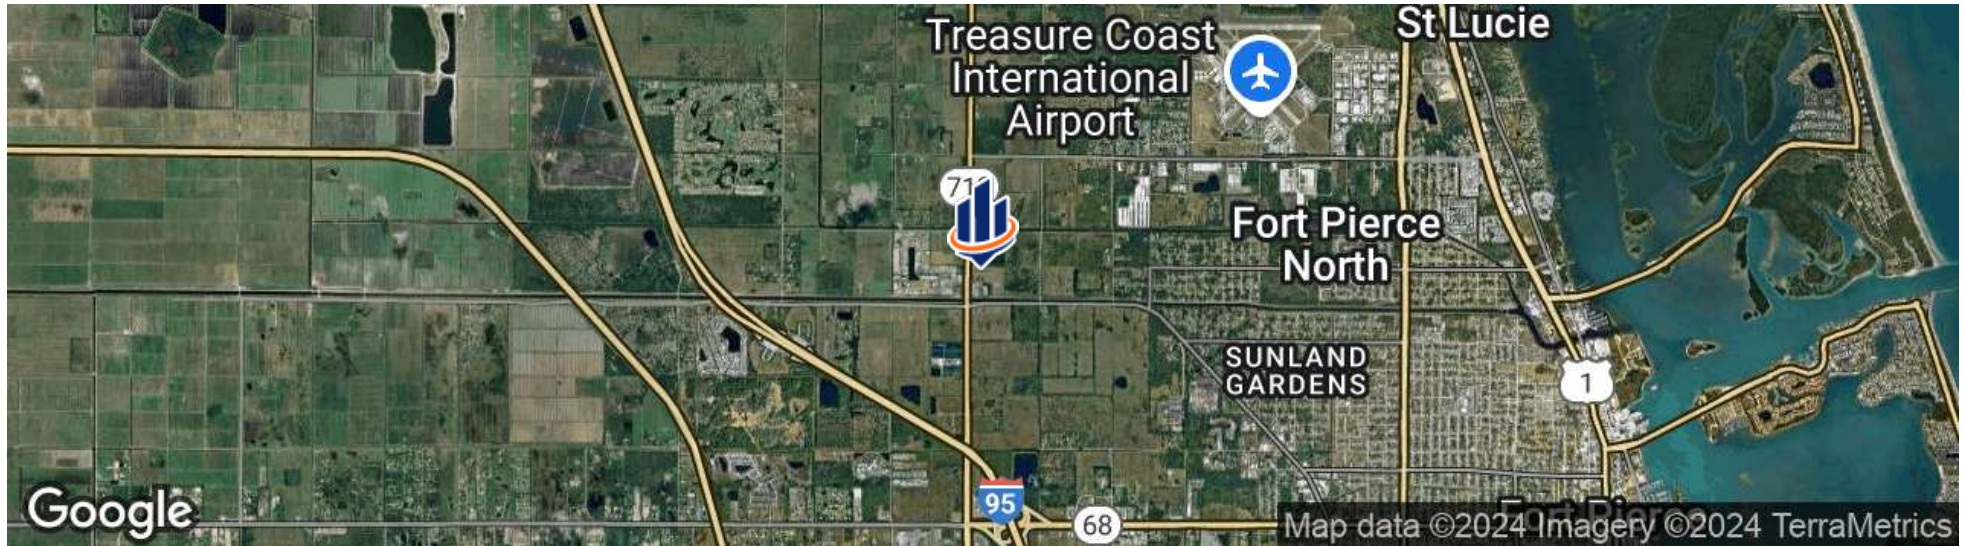 Treasure Coast
International
Airport
St Lucie
Fort Pierce
North
SUNLAND
GARDENS
1
95
68
Google
Map data ©2024 Imagery ©2024 TerraMetrics